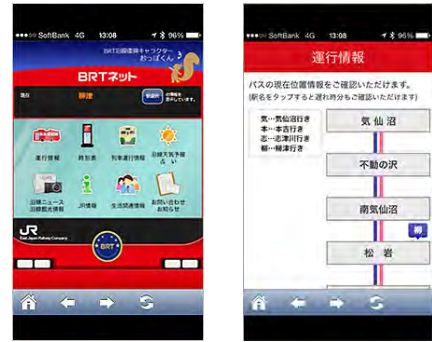 SoftBank 4G 13:08 96%
BRT沿線復興キャラクター
おっぽくん
BRTネット
現在 柳津
運行情報 時刻表 列車運行情報 沿線天気予報
占い
沿線ニュース JR情報 生活関連情報 お問い合わせ
沿線観光情報 お知らせ
JR
East Japan Railway Company
BRT
SoftBank 4G 13:08 96%
運行情報
バスの現在位置情報をご確認いただけます。
(駅名をタップすると遅れ時分もご確認いただけます)
気…気仙沼行き
本…本吉行き
志…志津川行き
柳…柳津行き
気仙沼
不動の沢
南気仙沼
柳
松岩